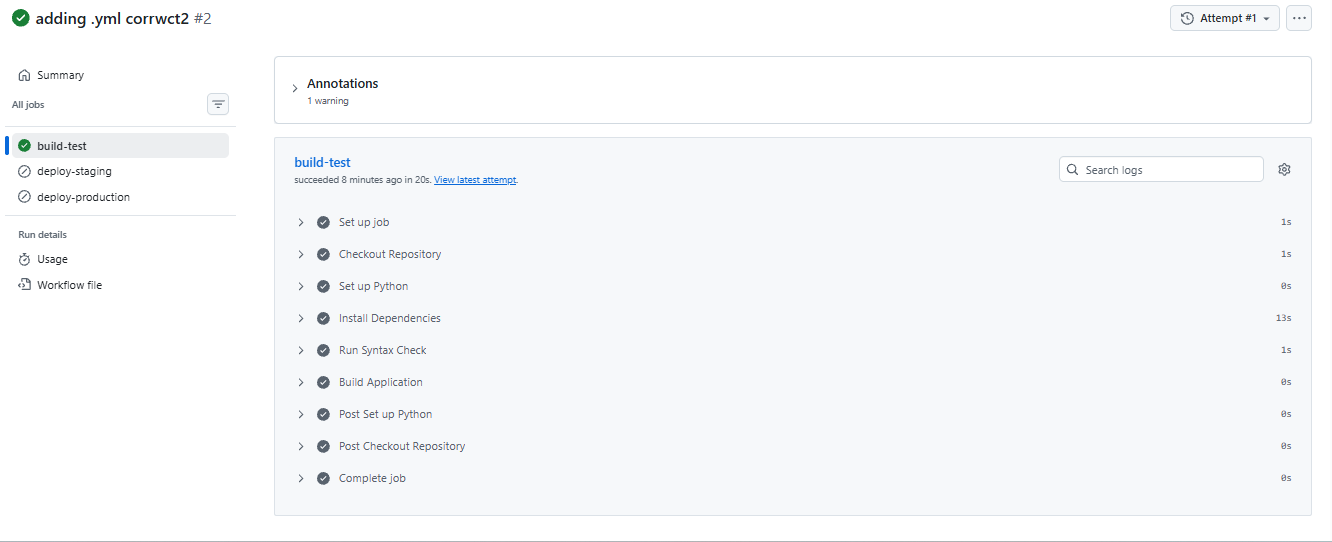 adding .yml corrwct2 #2
Attempt #1
Summary
All jobs
build-test
deploy-staging
deploy-production
Run details
Usage
Workflow file
Annotations
1 warning
build-test
succeeded 8 minutes ago in 20s. View latest attempt.
Search logs
Set up job 1s
Checkout Repository 1s
Set up Python 0s
Install Dependencies 13s
Run Syntax Check 1s
Build Application 0s
Post Set up Python 0s
Post Checkout Repository 0s
Complete job 0s